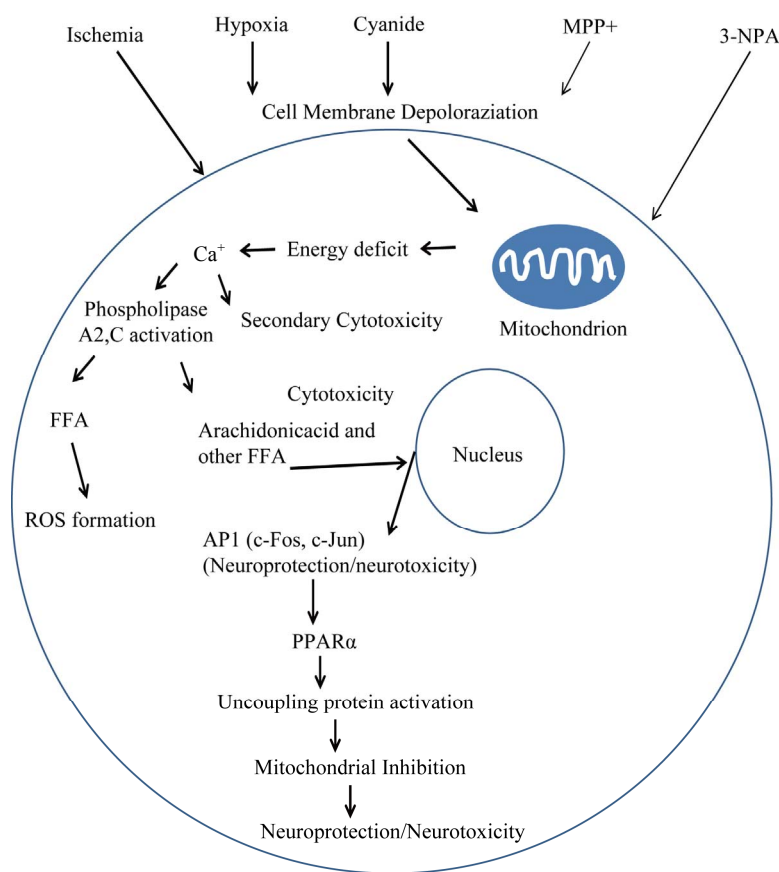 Ischemia
Hypoxia
Cyanide
MPP+
3-NPA
Cell Membrane Depoloraziation
Ca⁺
Energy deficit
Mitochondrion
Phospholipase
A2,C activation
Secondary Cytotoxicity
Cytotoxicity
FFA
Arachidonicacid and
other FFA
Nucleus
ROS formation
AP1 (c-Fos, c-Jun)
(Neuroprotection/neurotoxicity)
PPARα
Uncoupling protein activation
Mitochondrial Inhibition
Neuroprotection/Neurotoxicity